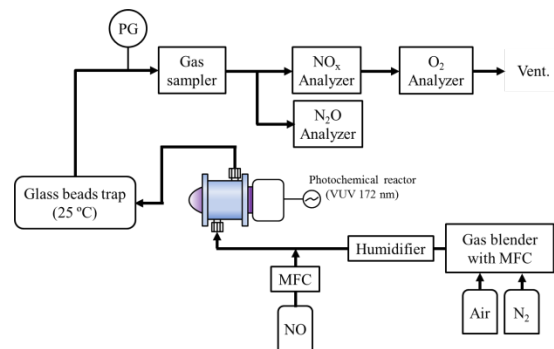 PG
Gas
sampler
NOₓ
Analyzer
O₂
Analyzer
Vent.
N₂O
Analyzer
Glass beads trap
(25 ºC)
Photochemical reactor
(VUV 172 nm)
Humidifier
Gas blender
with MFC
MFC
Air
N₂
NO